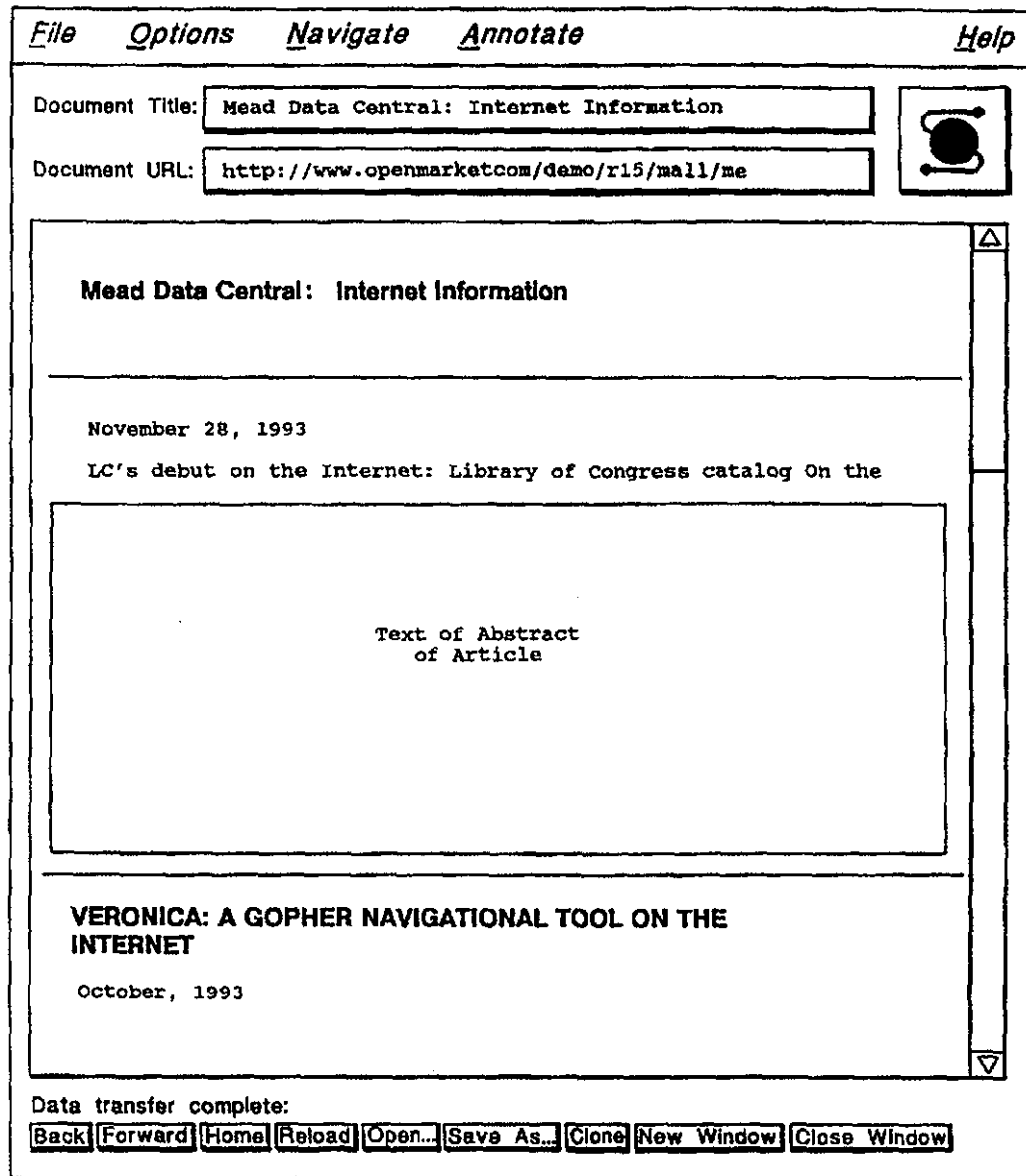 File Options Navigate Annotate Help
Document Title: Mead Data Central: Internet Information
Document URL: http://www.openmarketcom/demo/r15/mall/me
Mead Data Central: Internet Information
November 28, 1993
LC's debut on the Internet: Library of Congress catalog On the
Text of Abstract
of Article
VERONICA: A GOPHER NAVIGATIONAL TOOL ON THE
INTERNET
October, 1993
Data transfer complete:
Back Forward Home Reload Open... Save As... Clone New Window Close Window